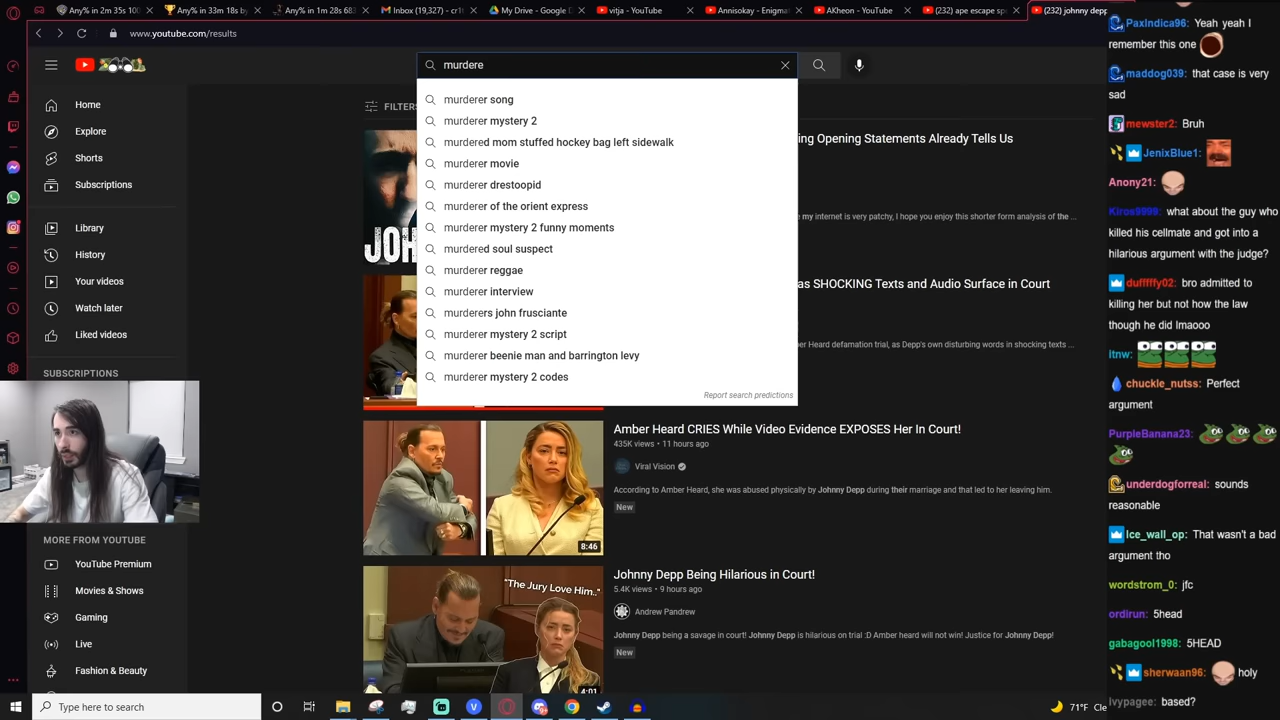 Any% in 2m 35s 100
Any% in 33m 18s by
Any% in 1m 28s 683
Inbox (19,327) - cr1t
My Drive - Google D
vitja - YouTube
Annisokay - Enigma
AKheon - YouTube
(232) ape escape spe
(232) johnny depp
www.youtube.com/results
murdere
murderer song
murderer mystery 2
murdered mom stuffed hockey bag left sidewalk
murderer movie
murderer drestoopid
murderer of the orient express
murderer mystery 2 funny moments
murdered soul suspect
murderer reggae
murderer interview
murderers john frusciante
murderer mystery 2 script
murderer beenie man and barrington levy
murderer mystery 2 codes
Report search predictions
Home
Explore
Shorts
Subscriptions
Library
History
Your videos
Watch later
Liked videos
SUBSCRIPTIONS
MORE FROM YOUTUBE
YouTube Premium
Movies & Shows
Gaming
Live
Fashion & Beauty
FILTERS
JOH
ing Opening Statements Already Tells Us
my internet is very patchy, I hope you enjoy this shorter form analysis of the ...
as SHOCKING Texts and Audio Surface in Court
er Heard defamation trial, as Depp's own disturbing words in shocking texts ...
Amber Heard CRIES While Video Evidence EXPOSES Her In Court!
435K views • 11 hours ago
Viral Vision
According to Amber Heard, she was abused physically by Johnny Depp during their marriage and that led to her leaving him.
New
8:46
Johnny Depp Being Hilarious in Court!
5.4K views • 9 hours ago
Andrew Pandrew
Johnny Depp being a savage in court! Johnny Depp is hilarious on trial :D Amber heard will not win! Justice for Johnny Depp!
New
"The Jury Love Him.."
4:01
PaxIndica96: Yeah yeah I
remember this one
maddog039: that case is very
sad
mewster2: Bruh
JenixBlue1:
Anony21:
Kiros9999: what about the guy who
killed his cellmate and got into a
hilarious argument with the judge?
dufffffy02: bro admitted to
killing her but not how the law
though he did lmaooo
itnw:
chuckle_nutss: Perfect
argument
PurpleBanana23:
underdogforreal: sounds
reasonable
Ice_wall_op: That wasn't a bad
argument tho
wordstrom_0: jfc
ordirun: 5head
gabagool1998: 5HEAD
sherwaan96: holy
Ivypagee: based?
Type here to search
71°F Cle